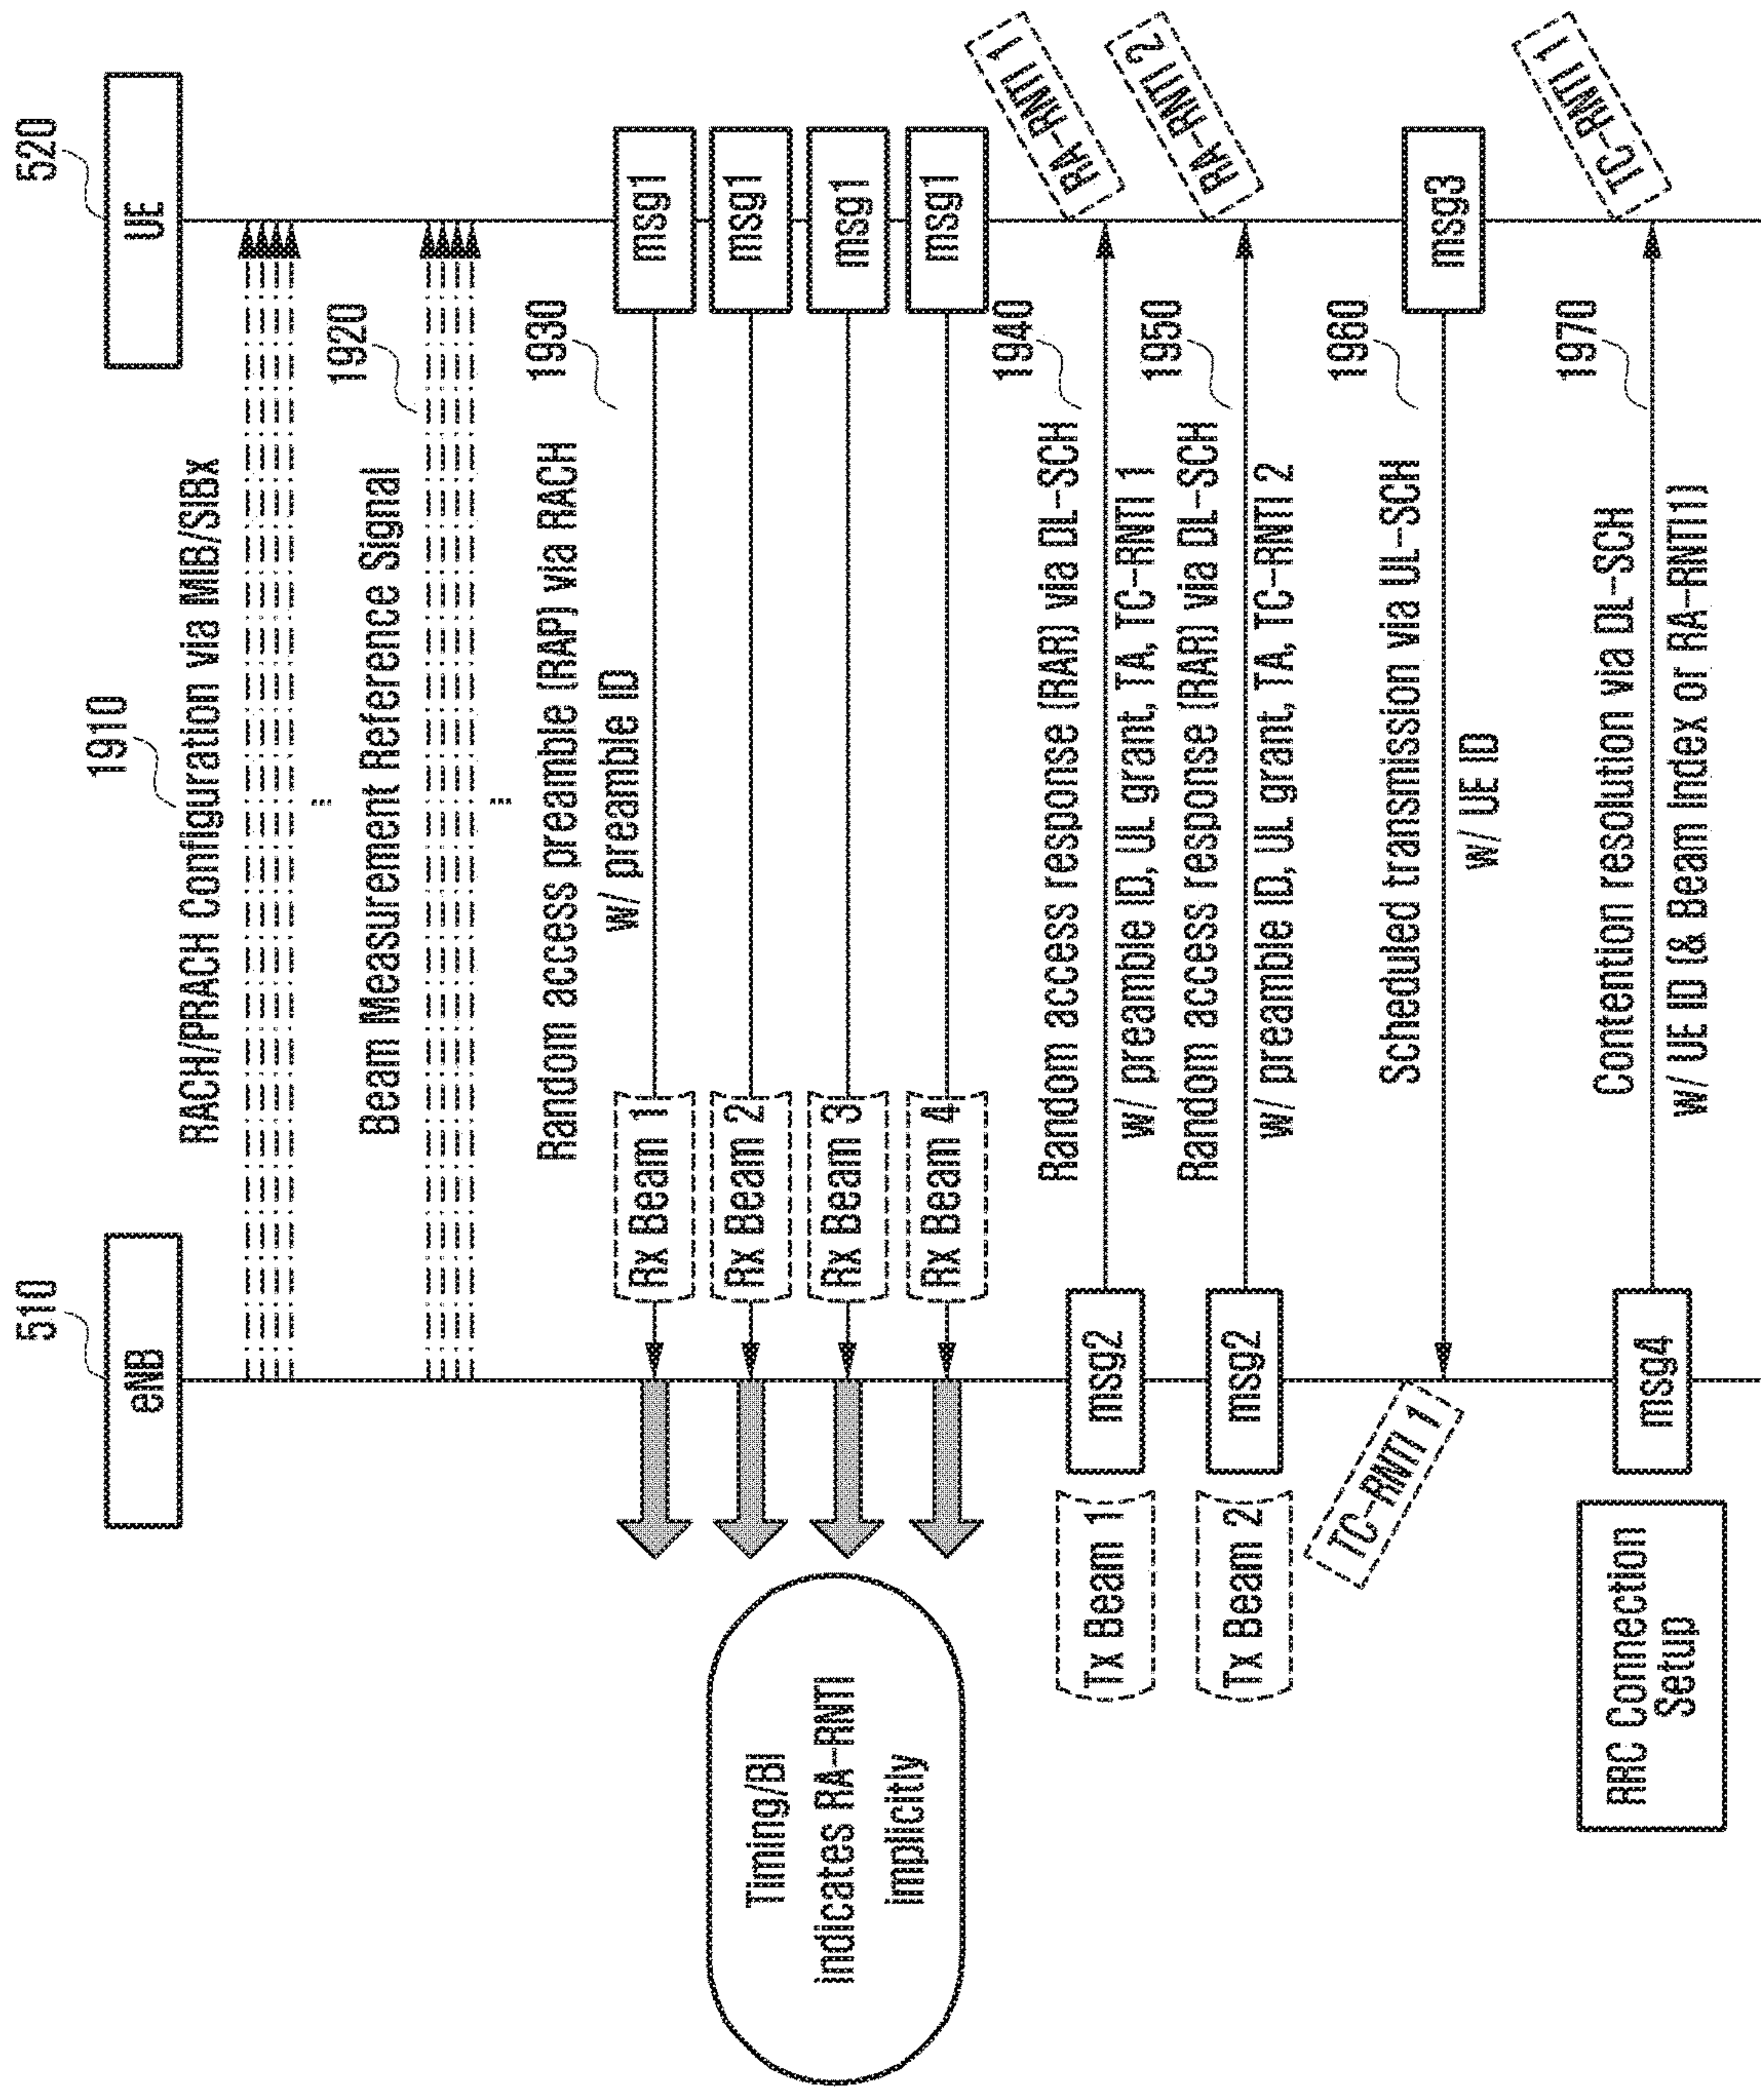 510
eNB
520
UE
1910
RACH/PRACH Configuration via MIB/SIBx
...
1920
Beam Measurement Reference Signal
...
1930
Random access preamble (RAP) via RACH
w/ preamble ID
Rx Beam 1
msg1
Rx Beam 2
msg1
Rx Beam 3
msg1
Rx Beam 4
msg1
Timing/BI
indicates RA-RNTI
implicitly
1940
Random access response (RAR) via DL-SCH
RA-RNTI 1
Tx Beam 1
msg2
w/ preamble ID, UL grant, TA, TC-RNTI 1
1950
Random access response (RAR) via DL-SCH
RA-RNTI 2
Tx Beam 2
msg2
w/ preamble ID, UL grant, TA, TC-RNTI 2
1960
Scheduled transmission via UL-SCH
TC-RNTI 1
msg3
w/ UE ID
1970
Contention resolution via DL-SCH
TC-RNTI 1
RRC Connection
Setup
msg4
w/ UE ID (& Beam Index or RA-RNTI1)